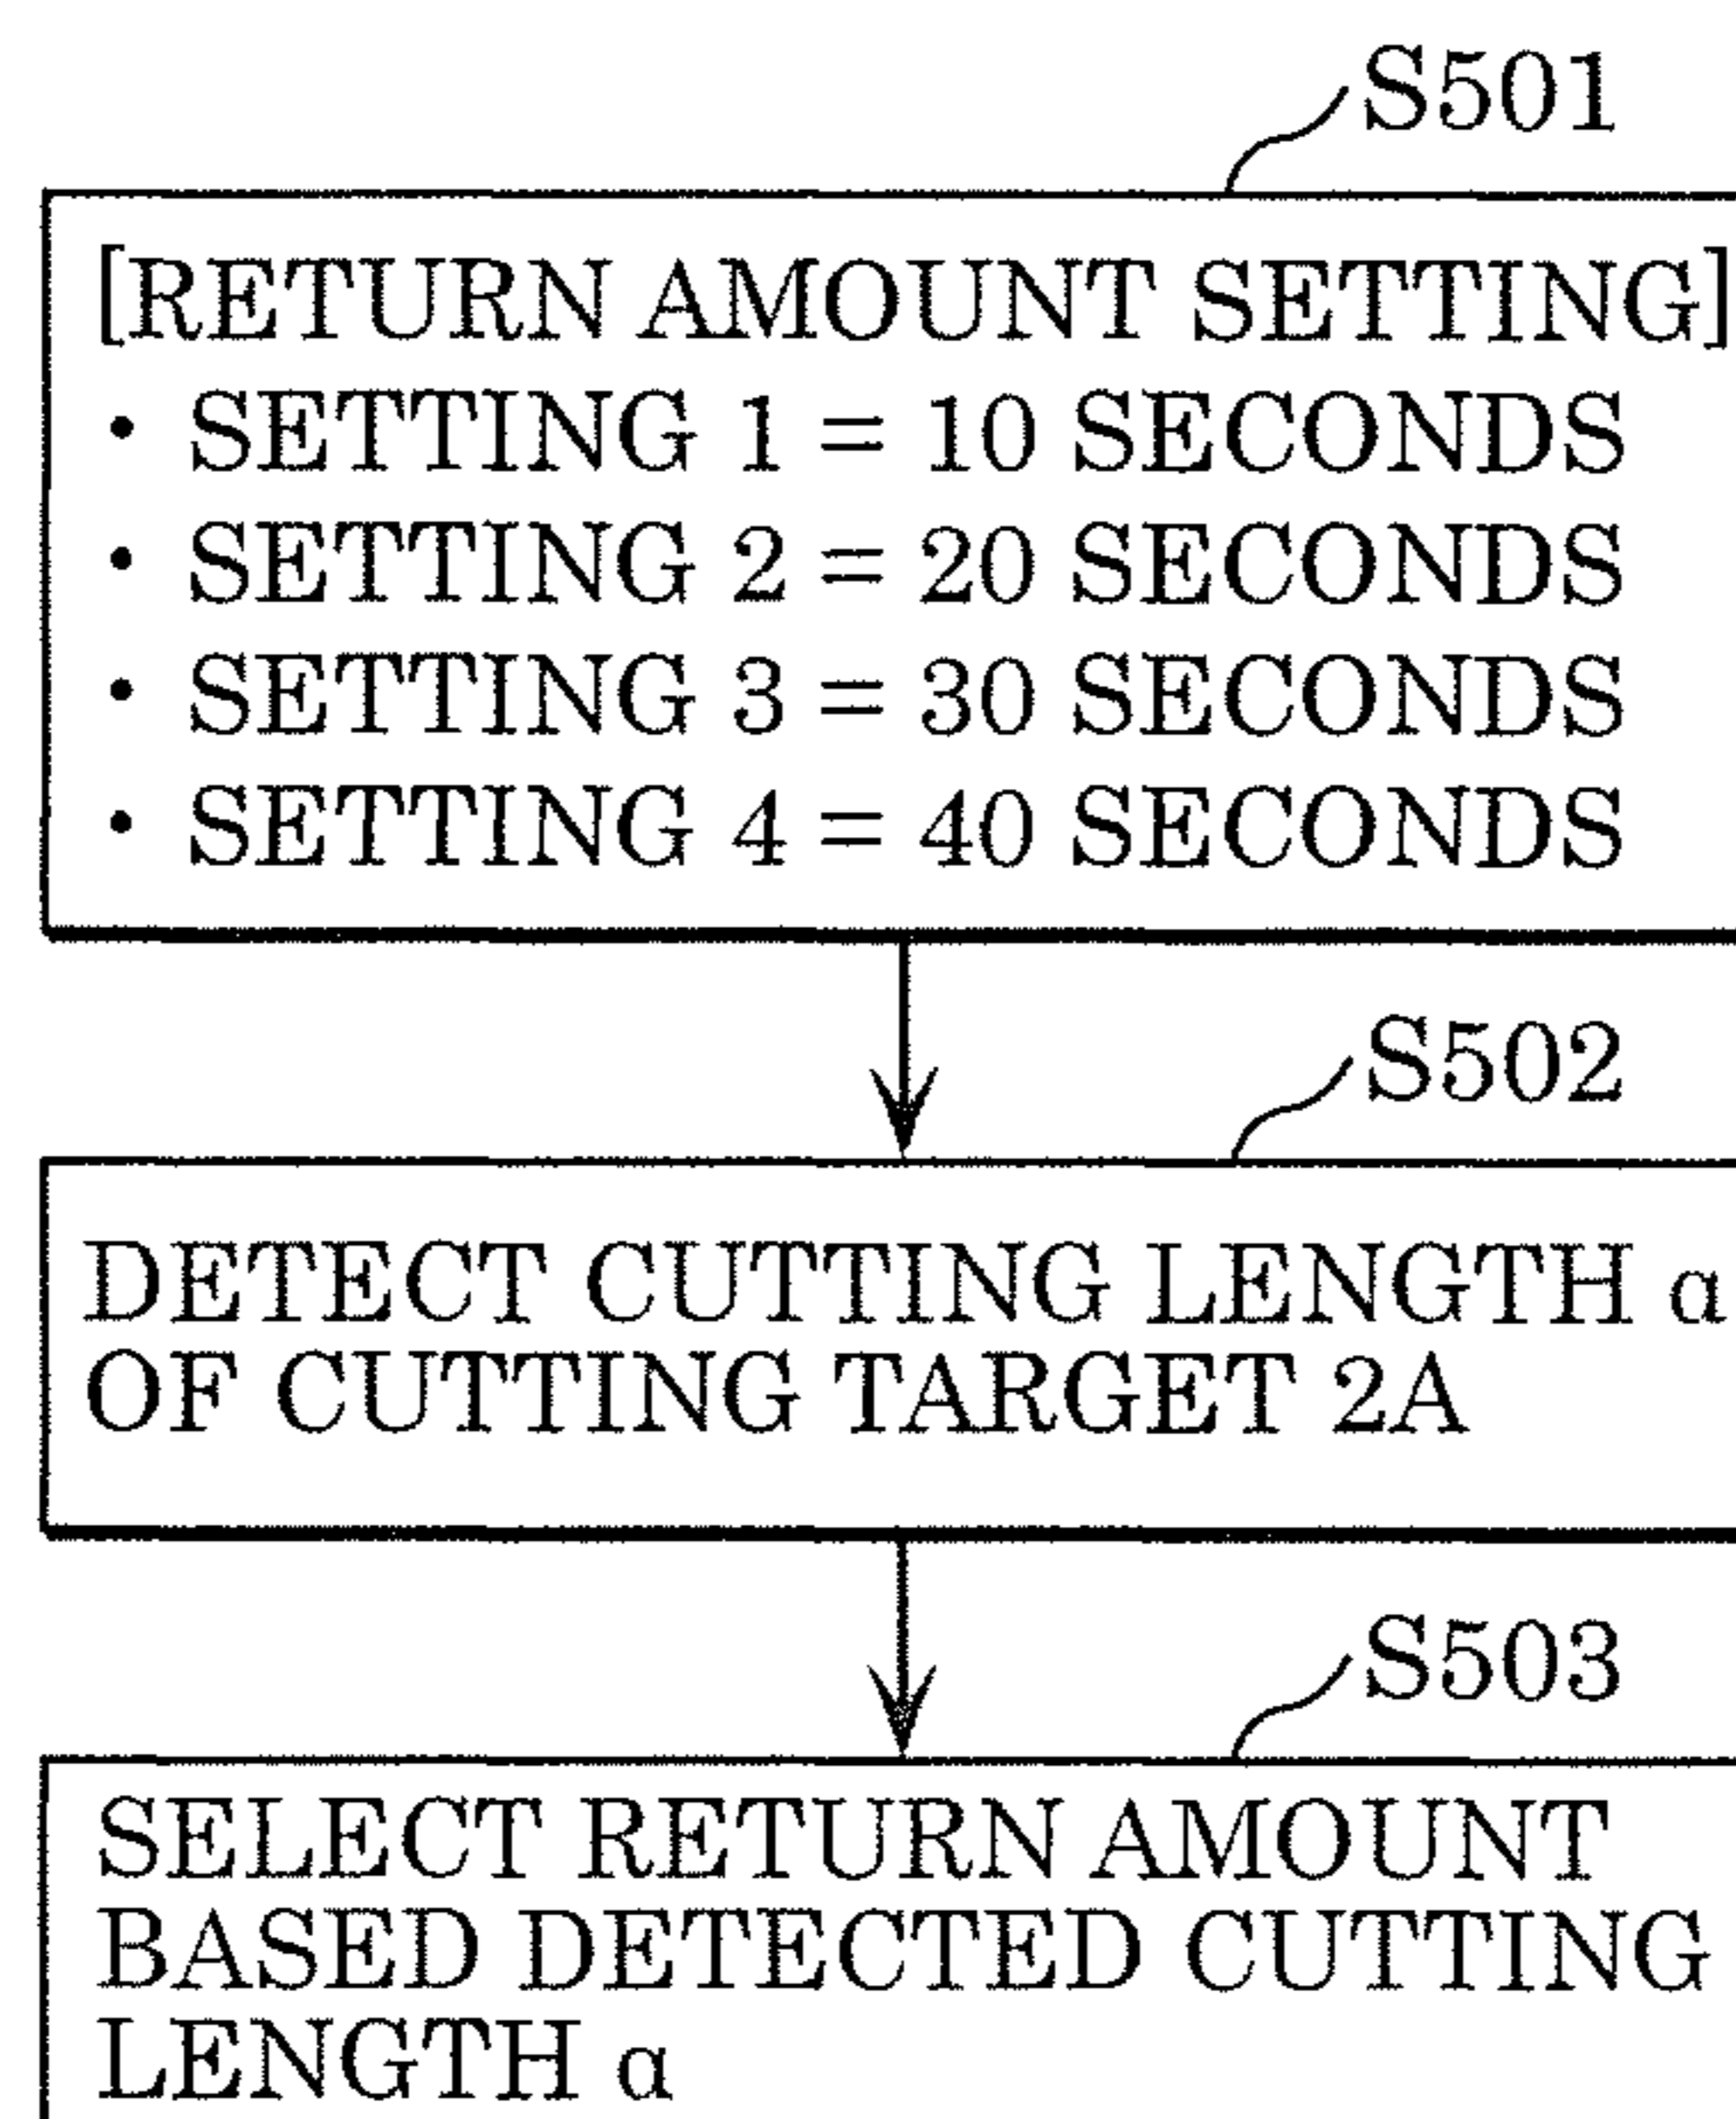 S501
[RETURN AMOUNT SETTING]
• SETTING 1 = 10 SECONDS
• SETTING 2 = 20 SECONDS
• SETTING 3 = 30 SECONDS
• SETTING 4 = 40 SECONDS
S502
DETECT CUTTING LENGTH α
OF CUTTING TARGET 2A
S503
SELECT RETURN AMOUNT
BASED DETECTED CUTTING
LENGTH α